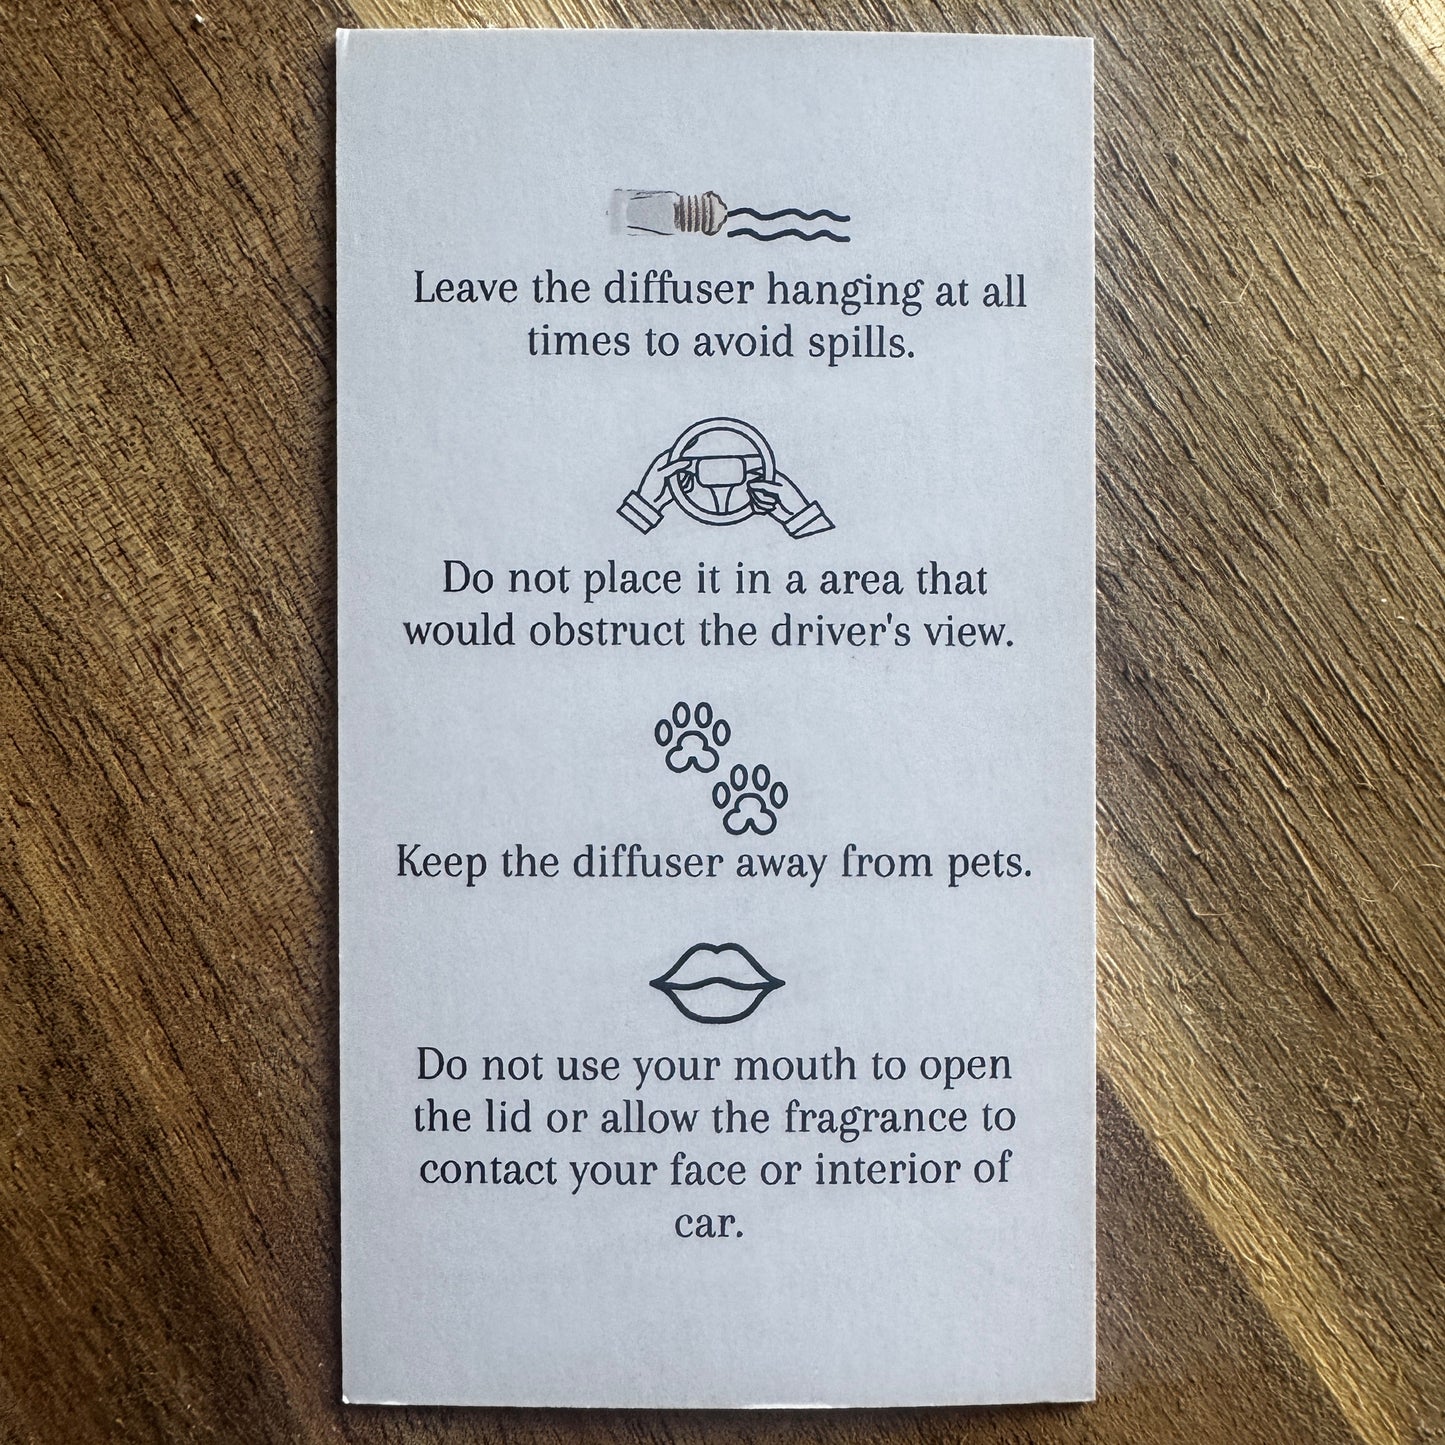 Leave the diffuser hanging at all
times to avoid spills.
Do not place it in a area that
would obstruct the driver's view.
Keep the diffuser away from pets.
Do not use your mouth to open
the lid or allow the fragrance to
contact your face or interior of
car.